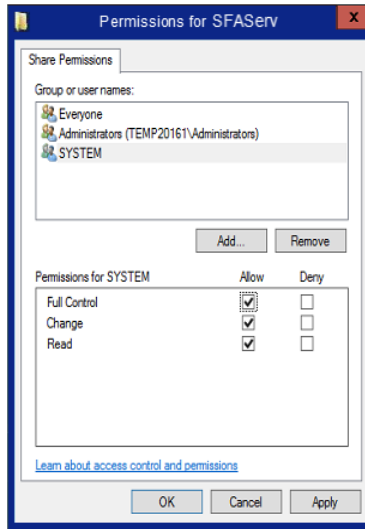 Permissions for SFAServ
x
Share Permissions
Group or user names:
Everyone
Administrators (TEMP20161\Administrators)
SYSTEM
Add...
Remove
Permissions for SYSTEM Allow Deny
Full Control
Change
Read
Learn about access control and permissions
OK Cancel Apply